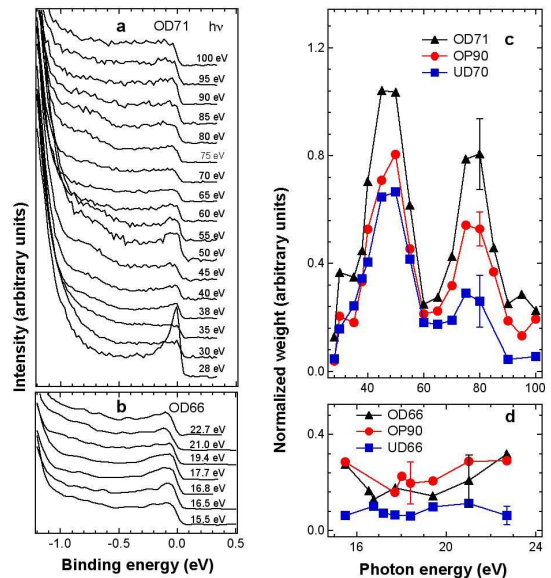 a OD71 hν
100 eV
95 eV
90 eV
85 eV
80 eV
75 eV
70 eV
65 eV
60 eV
55 eV
50 eV
45 eV
40 eV
38 eV
35 eV
30 eV
28 eV
b OD66
22.7 eV
21.0 eV
19.4 eV
17.7 eV
16.8 eV
16.5 eV
15.5 eV
-1.0 -0.5 0.0 0.5
Binding energy (eV)
Intensity (arbitrary units)
OD71
OP90
UD70
c
1.2
0.8
0.4
0.0
40 60 80 100
OD66
OP90
UD66
d
0.4
0.0
16 18 20 22 24
Photon energy (eV)
Normalized weight (arbitrary units)